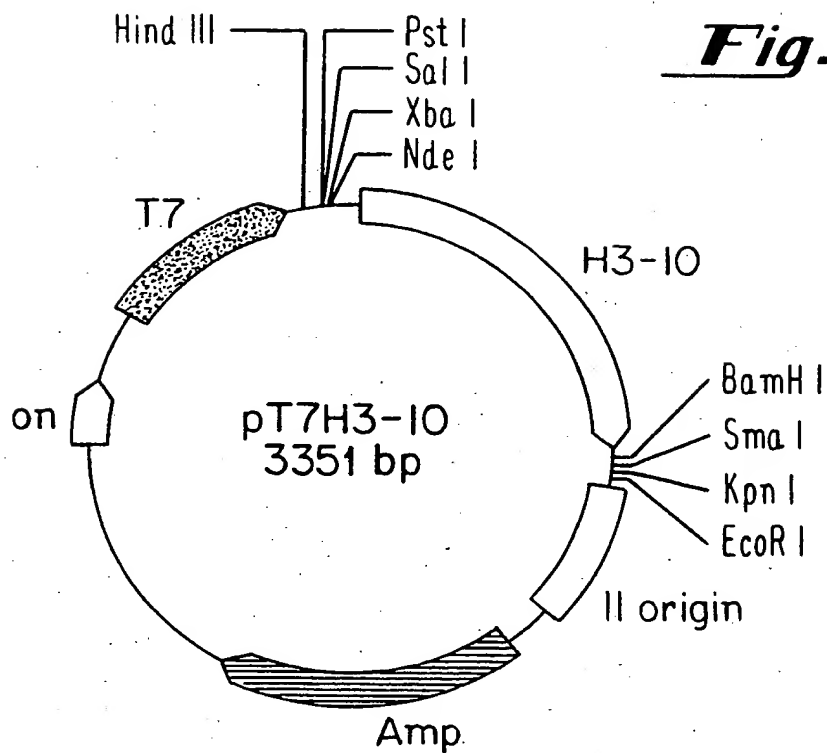 Hind III
Pst I
Sal I
Xba I
Nde I
Fig.
T7
H3-10
on
pT7H3-10
3351 bp
BamH I
Sma I
Kpn I
EcoR I
II origin
Amp